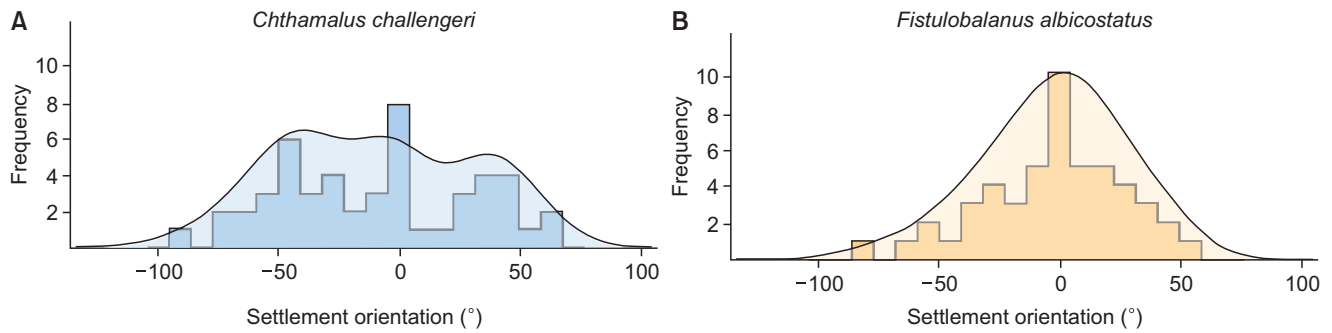 A
Chthamalus challengeri
Frequency
10
8
6
4
2
−100
−50
0
50
100
Settlement orientation (°)
B
Fistulobalanus albicostatus
Frequency
10
8
6
4
2
−100
−50
0
50
100
Settlement orientation (°)